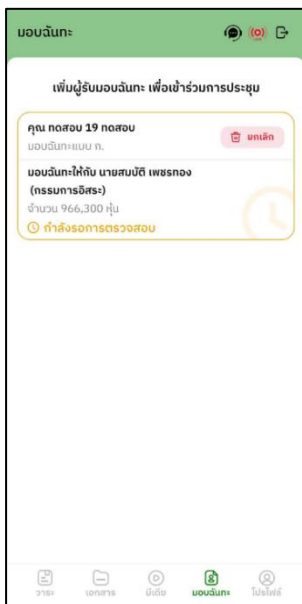 มอบฉันทะ
เพิ่มผู้รับมอบฉันทะ เพื่อเข้าร่วมการประชุม
คุณ ทดสอบ 19 ทดสอบ
ยกเลิก
มอบฉันทะแบบ ก.
มอบฉันทะให้กับ นายสมบัติ เพชรทอง
(กรรมการอิสระ)
จำนวน 966,300 หุ้น
กำลังรอการตรวจสอบ
วาระ เอกสาร มีเดีย มอบฉันทะ โปรไฟล์